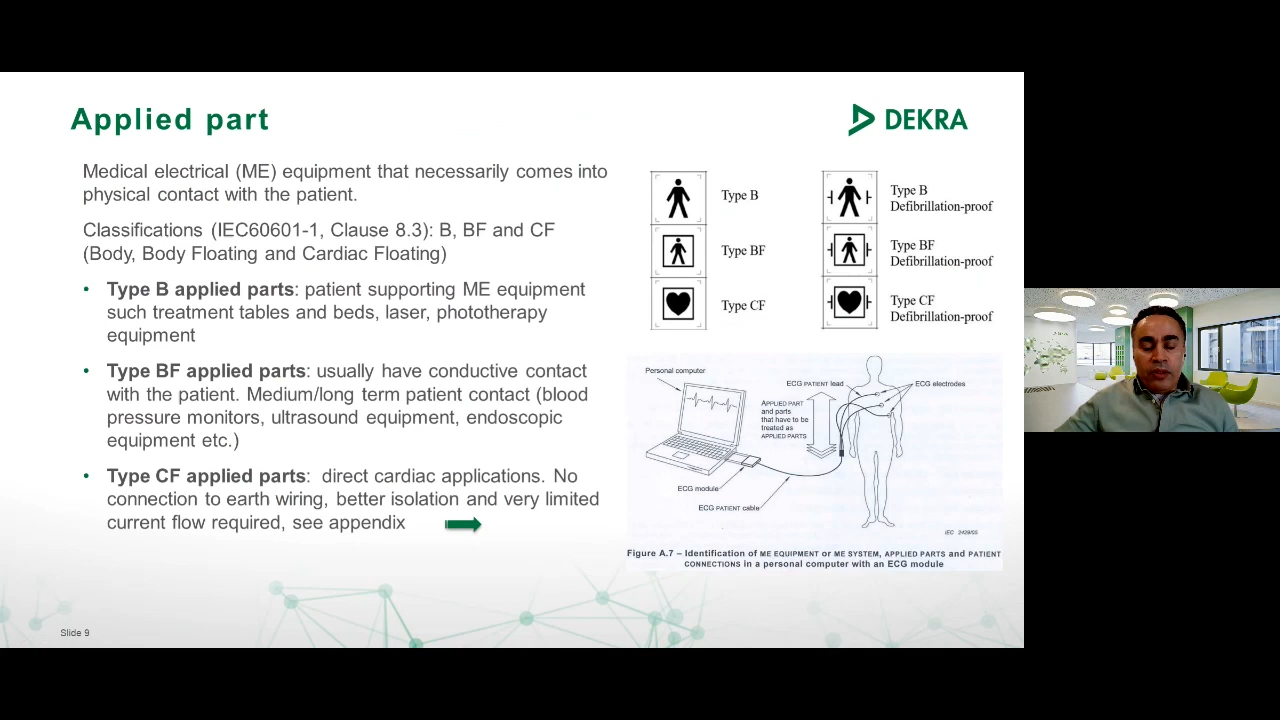 Applied part
DEKRA
Medical electrical (ME) equipment that necessarily comes into
physical contact with the patient.
Classifications (IEC60601-1, Clause 8.3): B, BF and CF
(Body, Body Floating and Cardiac Floating)
• Type B applied parts: patient supporting ME equipment
such treatment tables and beds, laser, phototherapy
equipment
• Type BF applied parts: usually have conductive contact
with the patient. Medium/long term patient contact (blood
pressure monitors, ultrasound equipment, endoscopic
equipment etc.)
• Type CF applied parts:  direct cardiac applications. No
connection to earth wiring, better isolation and very limited
current flow required, see appendix
Type B
Type BF
Type CF
Type B
Defibrillation-proof
Type BF
Defibrillation-proof
Type CF
Defibrillation-proof
Personal computer
ECG PATIENT lead
ECG electrodes
APPLIED PART
and parts
that have to be
treated as
APPLIED PARTS
ECG module
ECG PATIENT cable
IEC 2429/05
Figure A.7 – Identification of ME EQUIPMENT or ME SYSTEM, APPLIED PARTS and PATIENT
CONNECTIONS in a personal computer with an ECG module
Slide 9